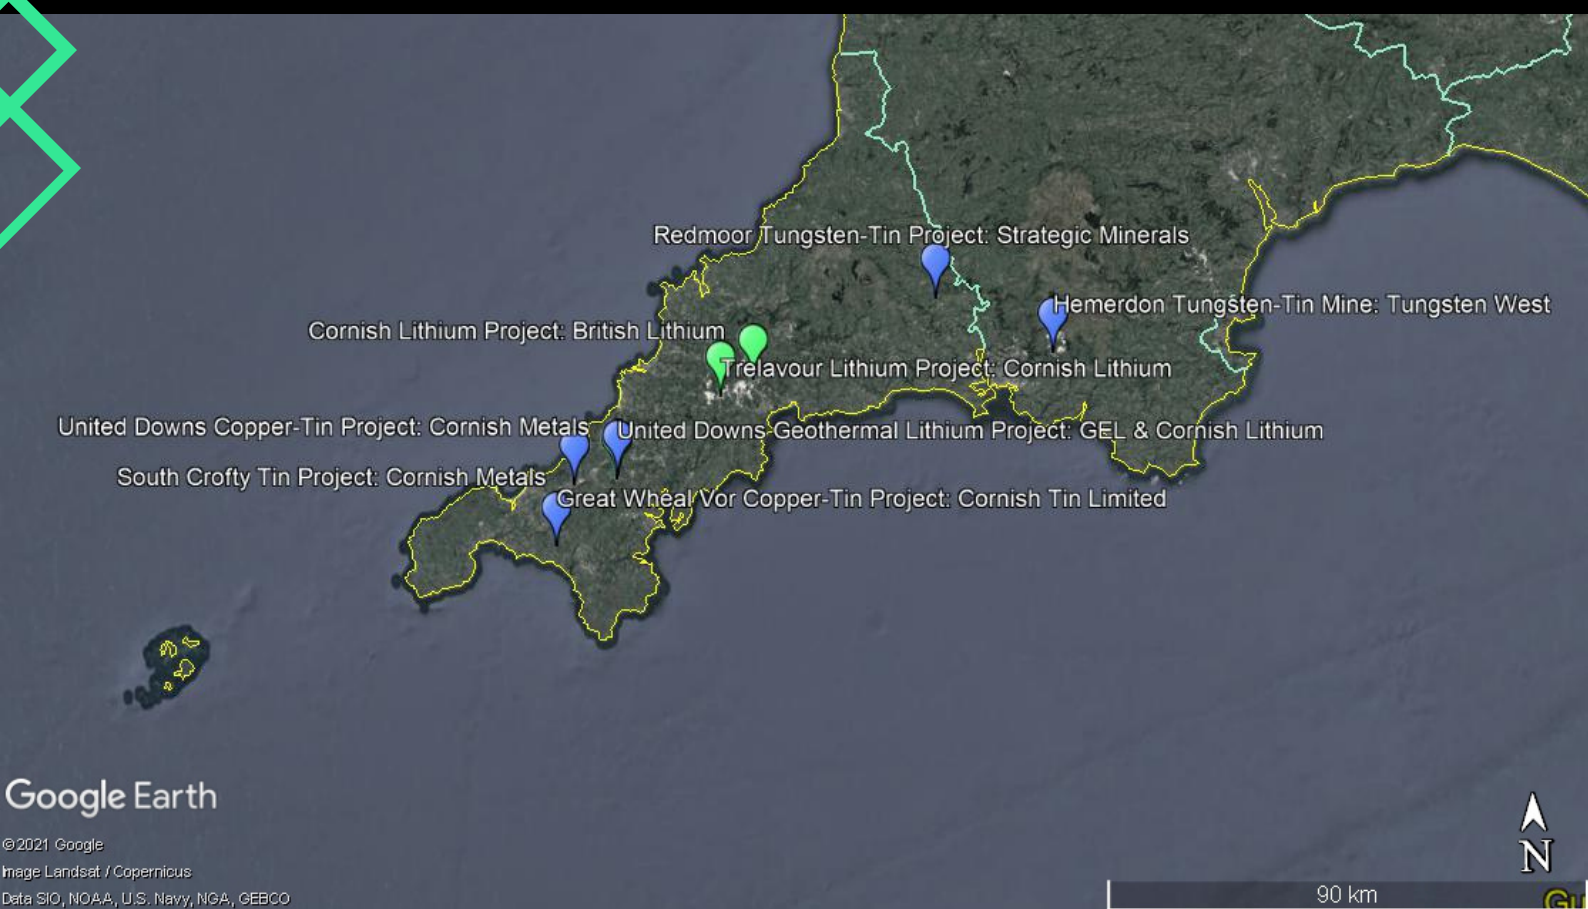 Redmoor Tungsten-Tin Project: Strategic Minerals
Hemerdon Tungsten-Tin Mine: Tungsten West
Cornish Lithium Project: British Lithium
Trelavour Lithium Project: Cornish Lithium
United Downs Copper-Tin Project: Cornish Metals
United Downs Geothermal Lithium Project: GEL & Cornish Lithium
South Crofty Tin Project: Cornish Metals
Great Wheal Vor Copper-Tin Project: Cornish Tin Limited
Google Earth
©2021 Google
Image Landsat / Copernicus
Data SIO, NOAA, U.S. Navy, NGA, GEBCO
N
90 km